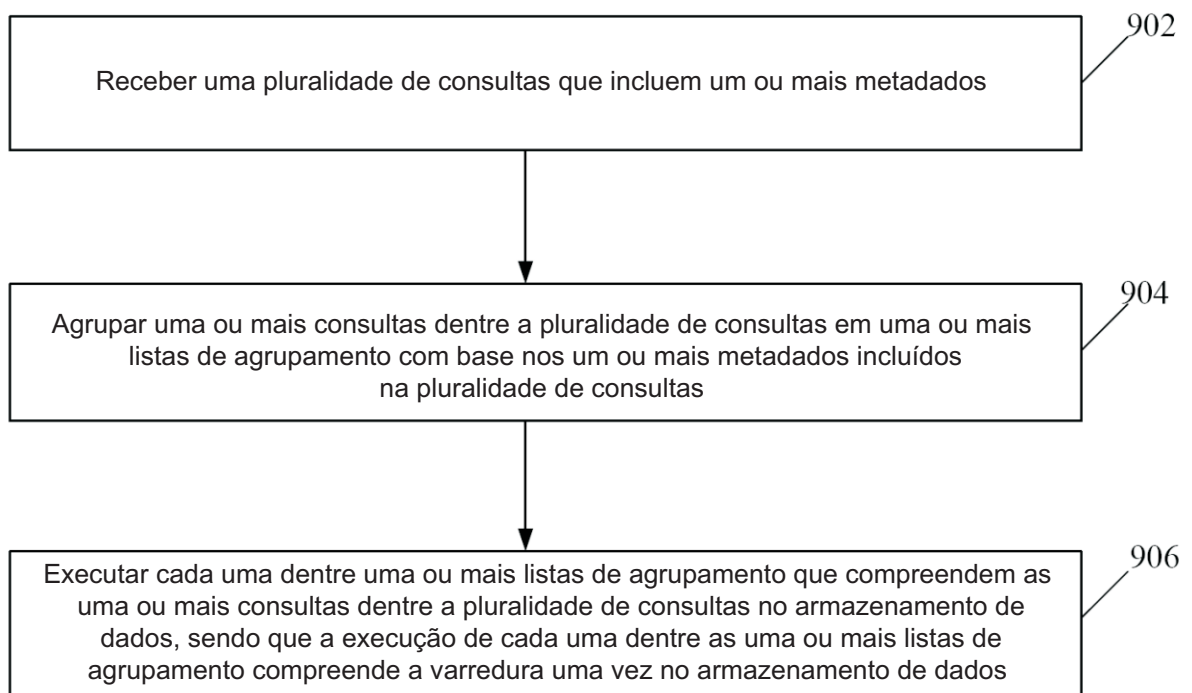 902
Receber uma pluralidade de consultas que incluem um ou mais metadados
904
Agrupar uma ou mais consultas dentre a pluralidade de consultas em uma ou mais
listas de agrupamento com base nos um ou mais metadados incluídos
na pluralidade de consultas
906
Executar cada uma dentre uma ou mais listas de agrupamento que compreendem as
uma ou mais consultas dentre a pluralidade de consultas no armazenamento de
dados, sendo que a execução de cada uma dentre as uma ou mais listas de
agrupamento compreende a varredura uma vez no armazenamento de dados